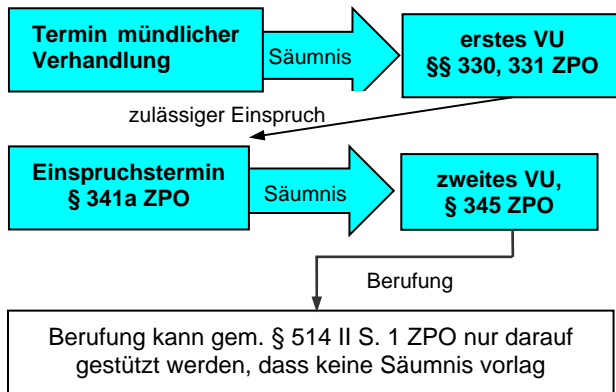 Termin mündlicher
Verhandlung
Säumnis
erstes VU
§§ 330, 331 ZPO
zulässiger Einspruch
Einspruchstermin
§ 341a ZPO
Säumnis
zweites VU,
§ 345 ZPO
Berufung
Berufung kann gem. § 514 II S. 1 ZPO nur darauf
gestützt werden, dass keine Säumnis vorlag